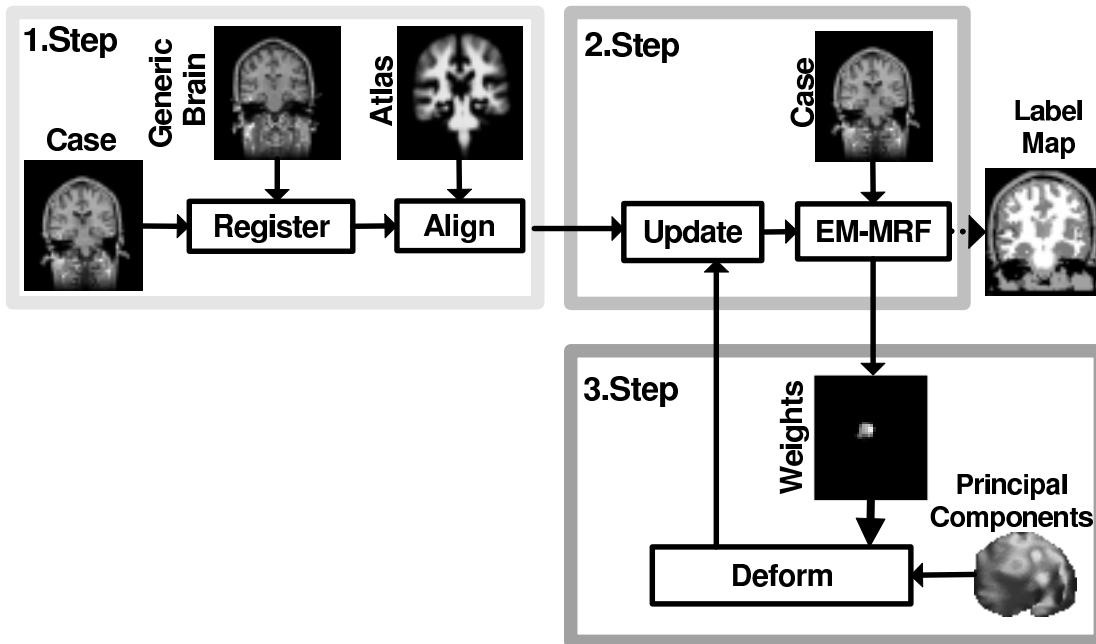 1.Step
Generic
Brain
Atlas
Case
Register
Align
2.Step
Case
Update
EM-MRF
Label
Map
3.Step
Weights
Principal
Components
Deform